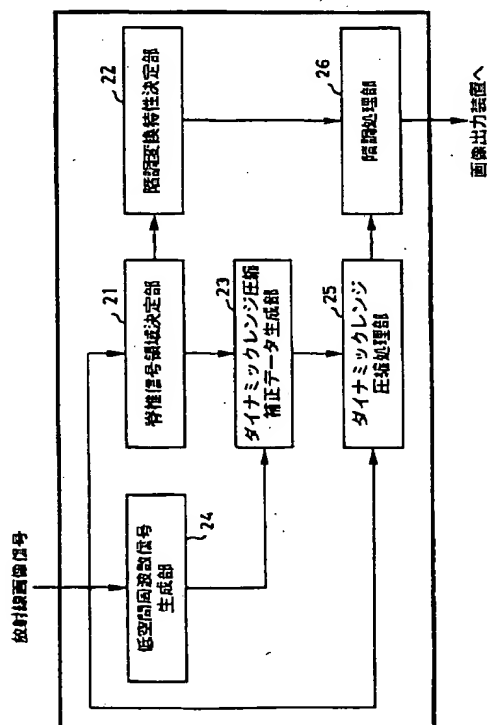 放射線画像信号
低空間周波数信号
生成部
24
脊椎信号領域決定部
21
階調変換特性決定部
22
ダイナミックレンジ圧縮
補正データ生成部
23
ダイナミックレンジ
圧縮処理部
25
階調処理部
26
画像出力装置へ